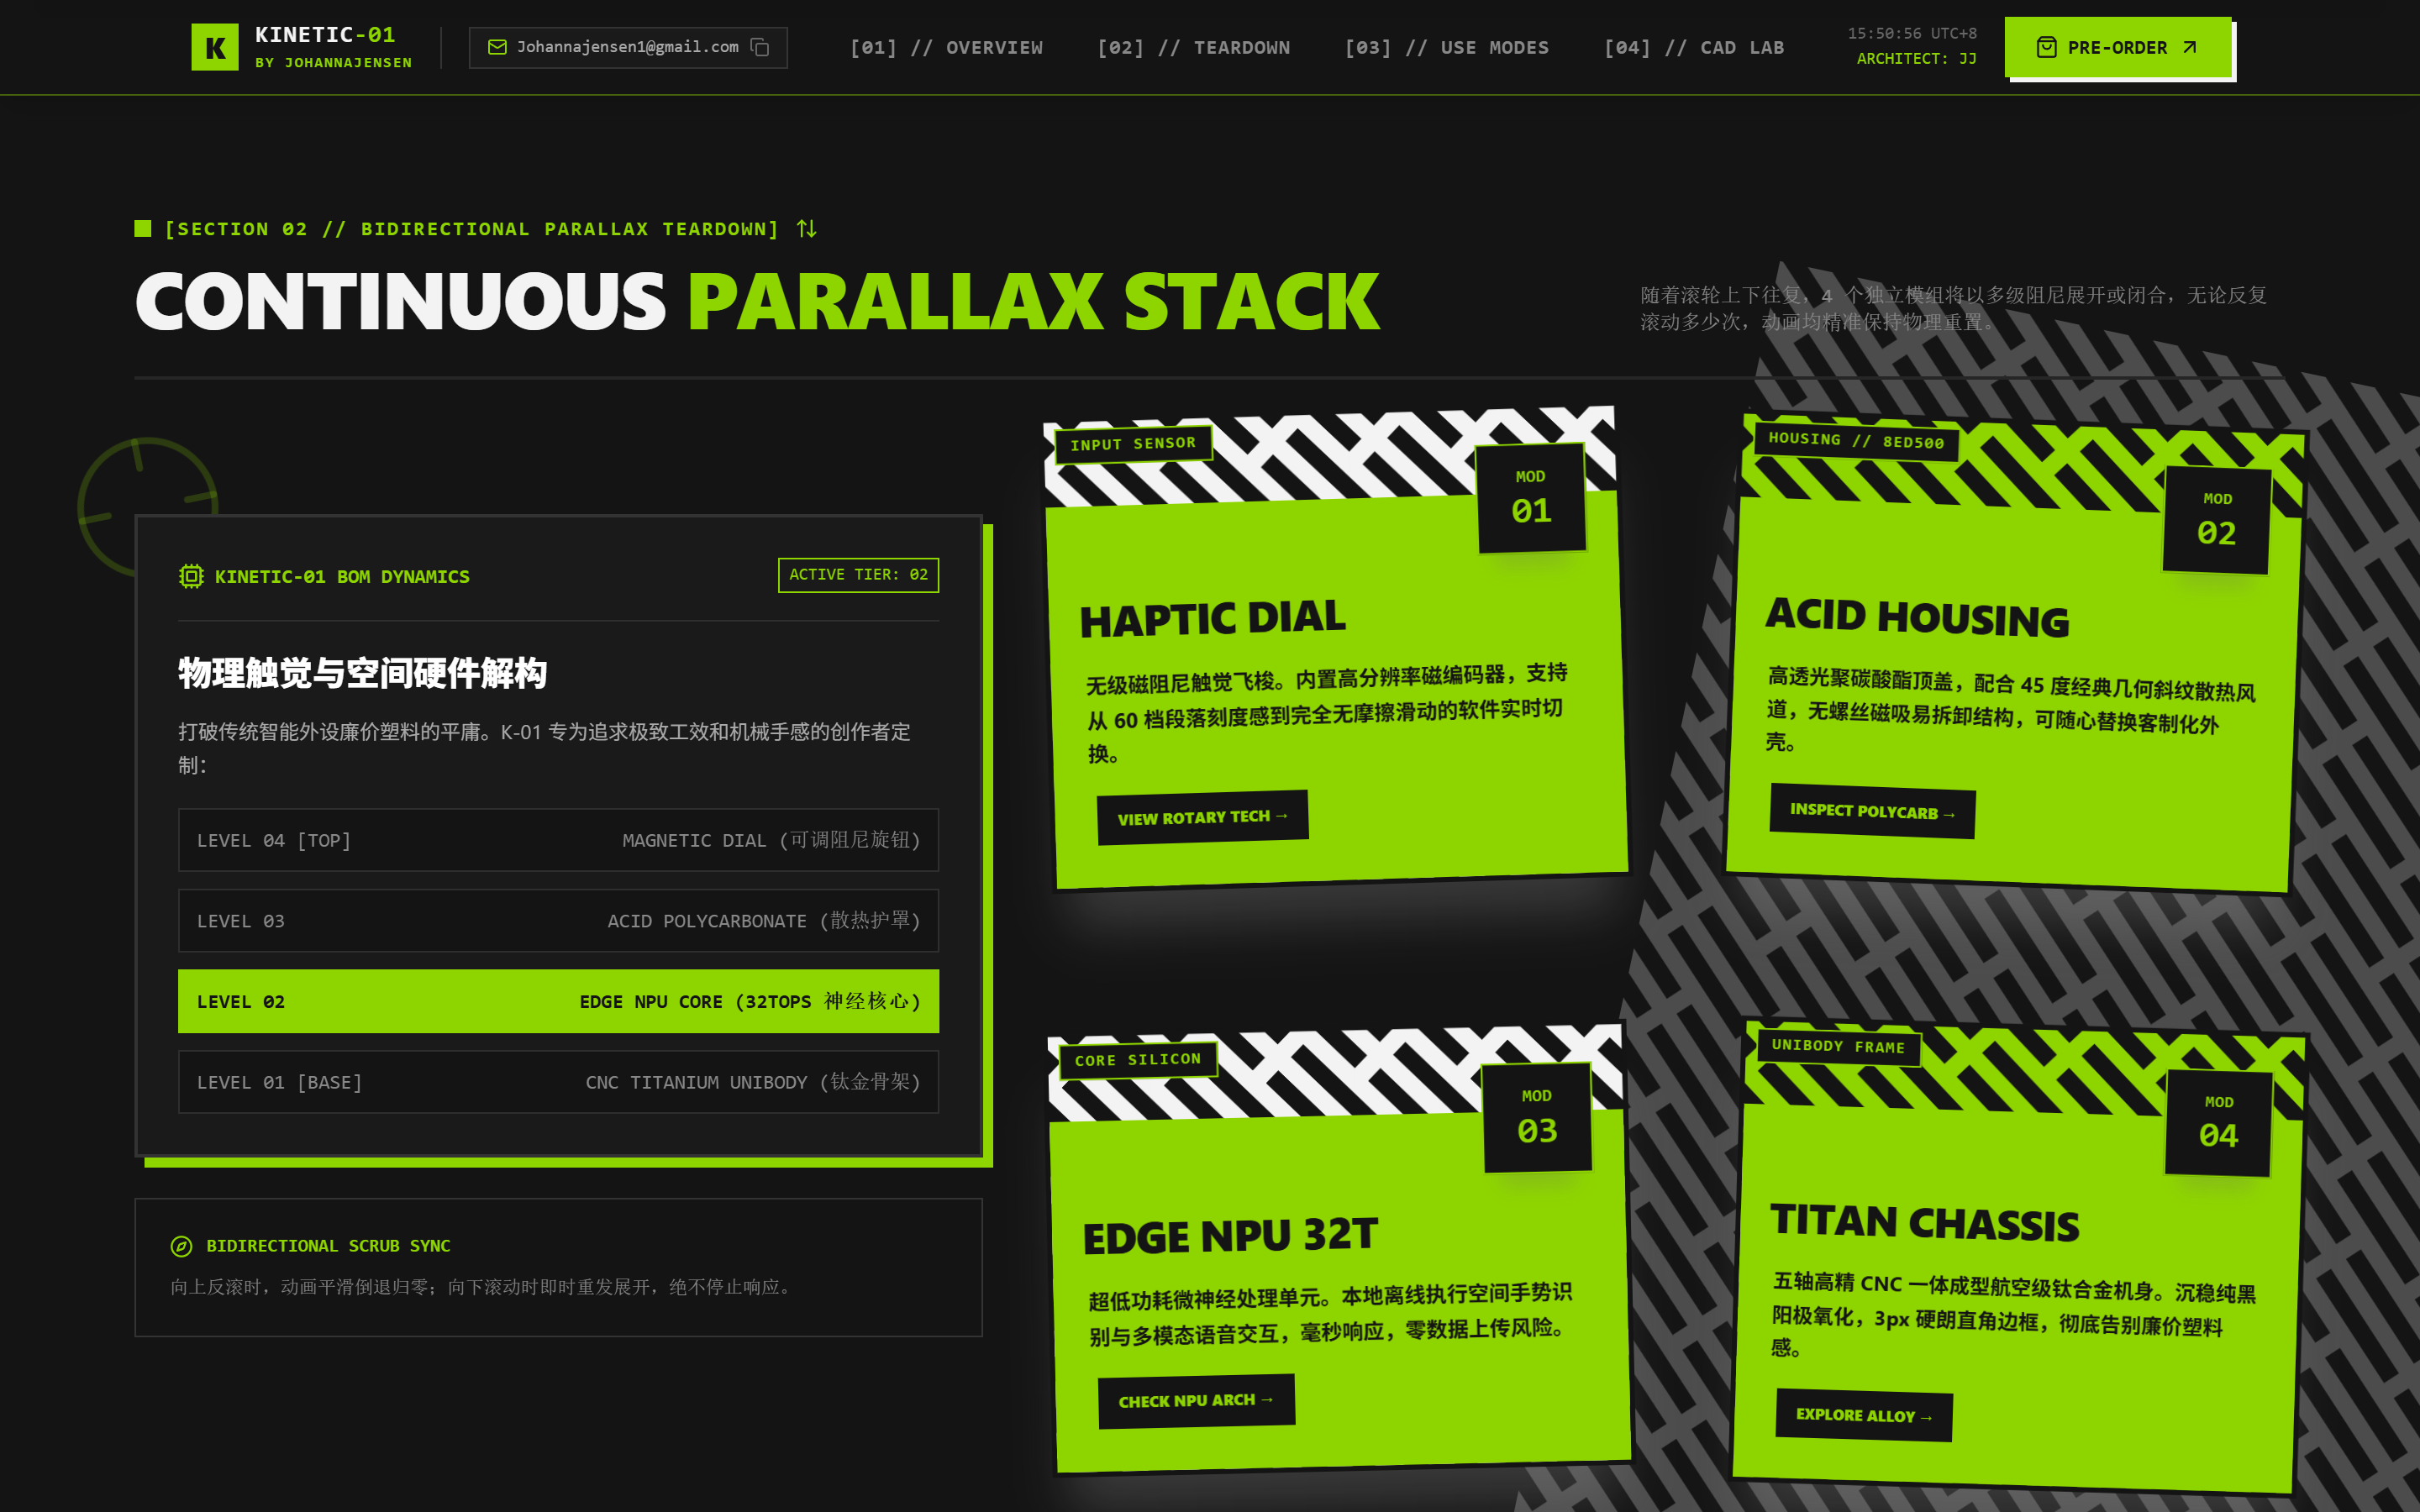 K
KINETIC-01
BY JOHANNAJENSEN
Johannajensen1@gmail.com
[01] // OVERVIEW
[02] // TEARDOWN
[03] // USE MODES
[04] // CAD LAB
15:50:56 UTC+8
ARCHITECT: JJ
PRE-ORDER
[SECTION 02 // BIDIRECTIONAL PARALLAX TEARDOWN]
CONTINUOUS PARALLAX STACK
随着滚轮上下往复，4 个独立模组将以多级阻尼展开或闭合，无论反复
滚动多少次，动画均精准保持物理重置。
KINETIC-01 BOM DYNAMICS
ACTIVE TIER: 02
物理触觉与空间硬件解构
打破传统智能外设廉价塑料的平庸。K-01 专为追求极致工效和机械手感的创作者定
制：
LEVEL 04 [TOP]
MAGNETIC DIAL (可调阻尼旋钮)
LEVEL 03
ACID POLYCARBONATE (散热护罩)
LEVEL 02
EDGE NPU CORE (32TOPS 神经核心)
LEVEL 01 [BASE]
CNC TITANIUM UNIBODY (钛金骨架)
BIDIRECTIONAL SCRUB SYNC
向上反滚时，动画平滑倒退归零；向下滚动时即时重发展开，绝不停止响应。
INPUT SENSOR
MOD
01
HAPTIC DIAL
无级磁阻尼触觉飞梭。内置高分辨率磁编码器，支持
从 60 档段落刻度感到完全无摩擦滑动的软件实时切
换。
VIEW ROTARY TECH →
HOUSING // 8ED500
MOD
02
ACID HOUSING
高透光聚碳酸酯顶盖，配合 45 度经典几何斜纹散热风
道，无螺丝磁吸易拆卸结构，可随心替换客制化外
壳。
INSPECT POLYCARB →
CORE SILICON
MOD
03
EDGE NPU 32T
超低功耗微神经处理单元。本地离线执行空间手势识
别与多模态语音交互，毫秒响应，零数据上传风险。
CHECK NPU ARCH →
UNIBODY FRAME
MOD
04
TITAN CHASSIS
五轴高精 CNC 一体成型航空级钛合金机身。沉稳纯黑
阳极氧化，3px 硬朗直角边框，彻底告别廉价塑料
感。
EXPLORE ALLOY →